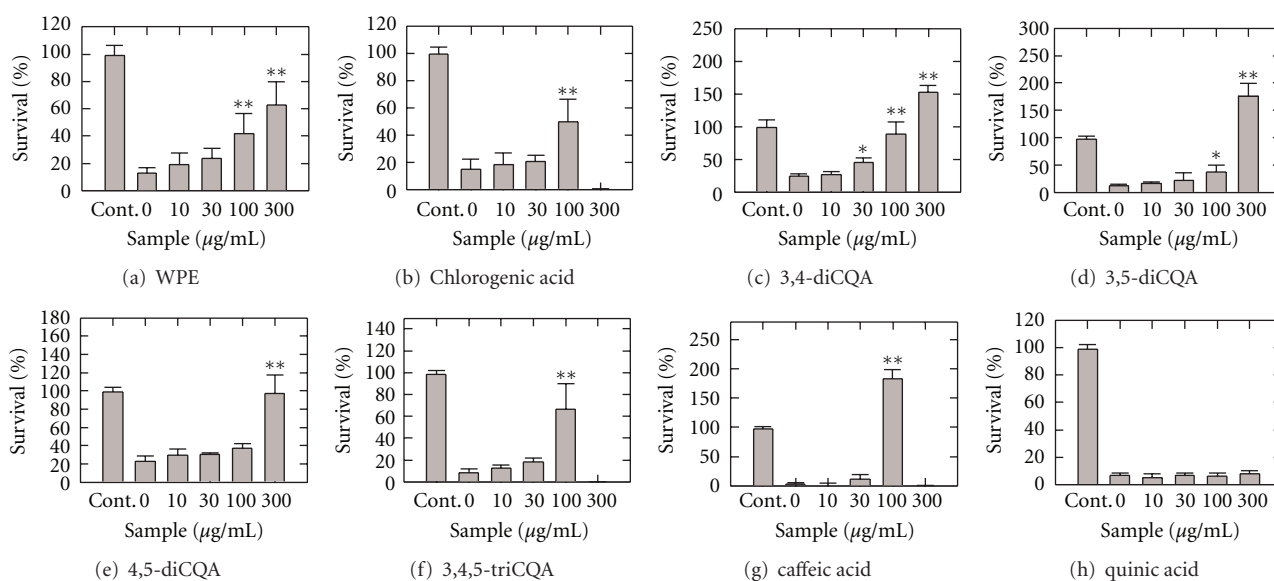 120
100
80
60
40
20
0
Survival (%)
** **
Cont. 0 10 30 100 300
Sample (µg/mL)
(a) WPE
120
100
80
60
40
20
0
Survival (%)
**
Cont. 0 10 30 100 300
Sample (µg/mL)
(b) Chlorogenic acid
250
200
150
100
50
0
Survival (%)
* ** **
Cont. 0 10 30 100 300
Sample (µg/mL)
(c) 3,4-diCQA
300
250
200
150
100
50
0
Survival (%)
* **
Cont. 0 10 30 100 300
Sample (µg/mL)
(d) 3,5-diCQA
180
160
140
120
100
80
60
40
20
0
Survival (%)
**
Cont. 0 10 30 100 300
Sample (µg/mL)
(e) 4,5-diCQA
140
120
100
80
60
40
20
0
Survival (%)
**
Cont. 0 10 30 100 300
Sample (µg/mL)
(f) 3,4,5-triCQA
250
200
150
100
50
0
Survival (%)
**
Cont. 0 10 30 100 300
Sample (µg/mL)
(g) caffeic acid
120
100
80
60
40
20
0
Survival (%)
Cont. 0 10 30 100 300
Sample (µg/mL)
(h) quinic acid